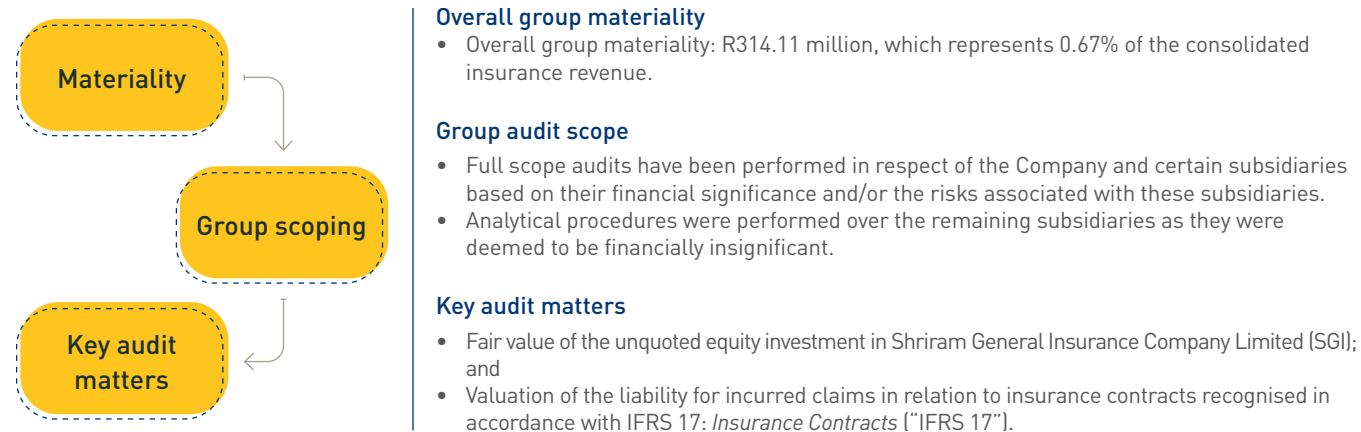 Materiality
Group scoping
Key audit
matters
Overall group materiality
• Overall group materiality: R314.11 million, which represents 0.67% of the consolidated
insurance revenue.
Group audit scope
• Full scope audits have been performed in respect of the Company and certain subsidiaries
based on their financial significance and/or the risks associated with these subsidiaries.
• Analytical procedures were performed over the remaining subsidiaries as they were
deemed to be financially insignificant.
Key audit matters
• Fair value of the unquoted equity investment in Shriram General Insurance Company Limited (SGI);
and
• Valuation of the liability for incurred claims in relation to insurance contracts recognised in
accordance with IFRS 17: Insurance Contracts (“IFRS 17”).